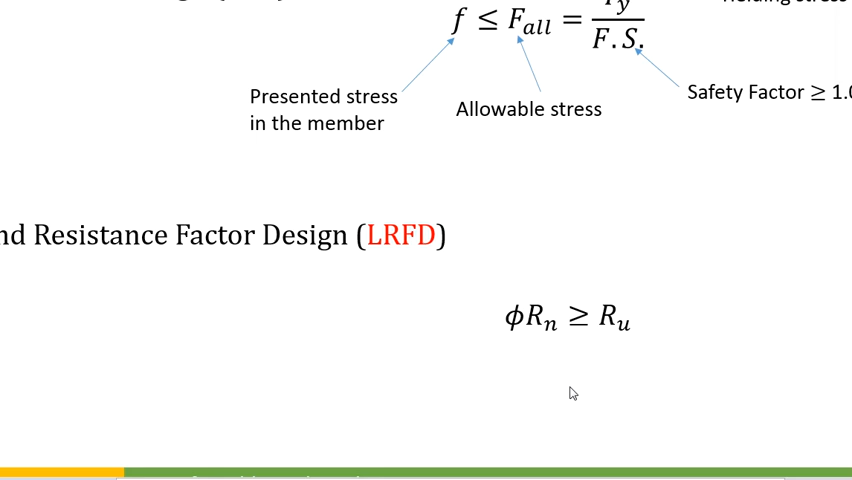 f ≤ F_all = F_y / F.S.
Presented stress
in the member
Allowable stress
Safety Factor ≥ 1.0
nd Resistance Factor Design (LRFD)
ϕR_n ≥ R_u